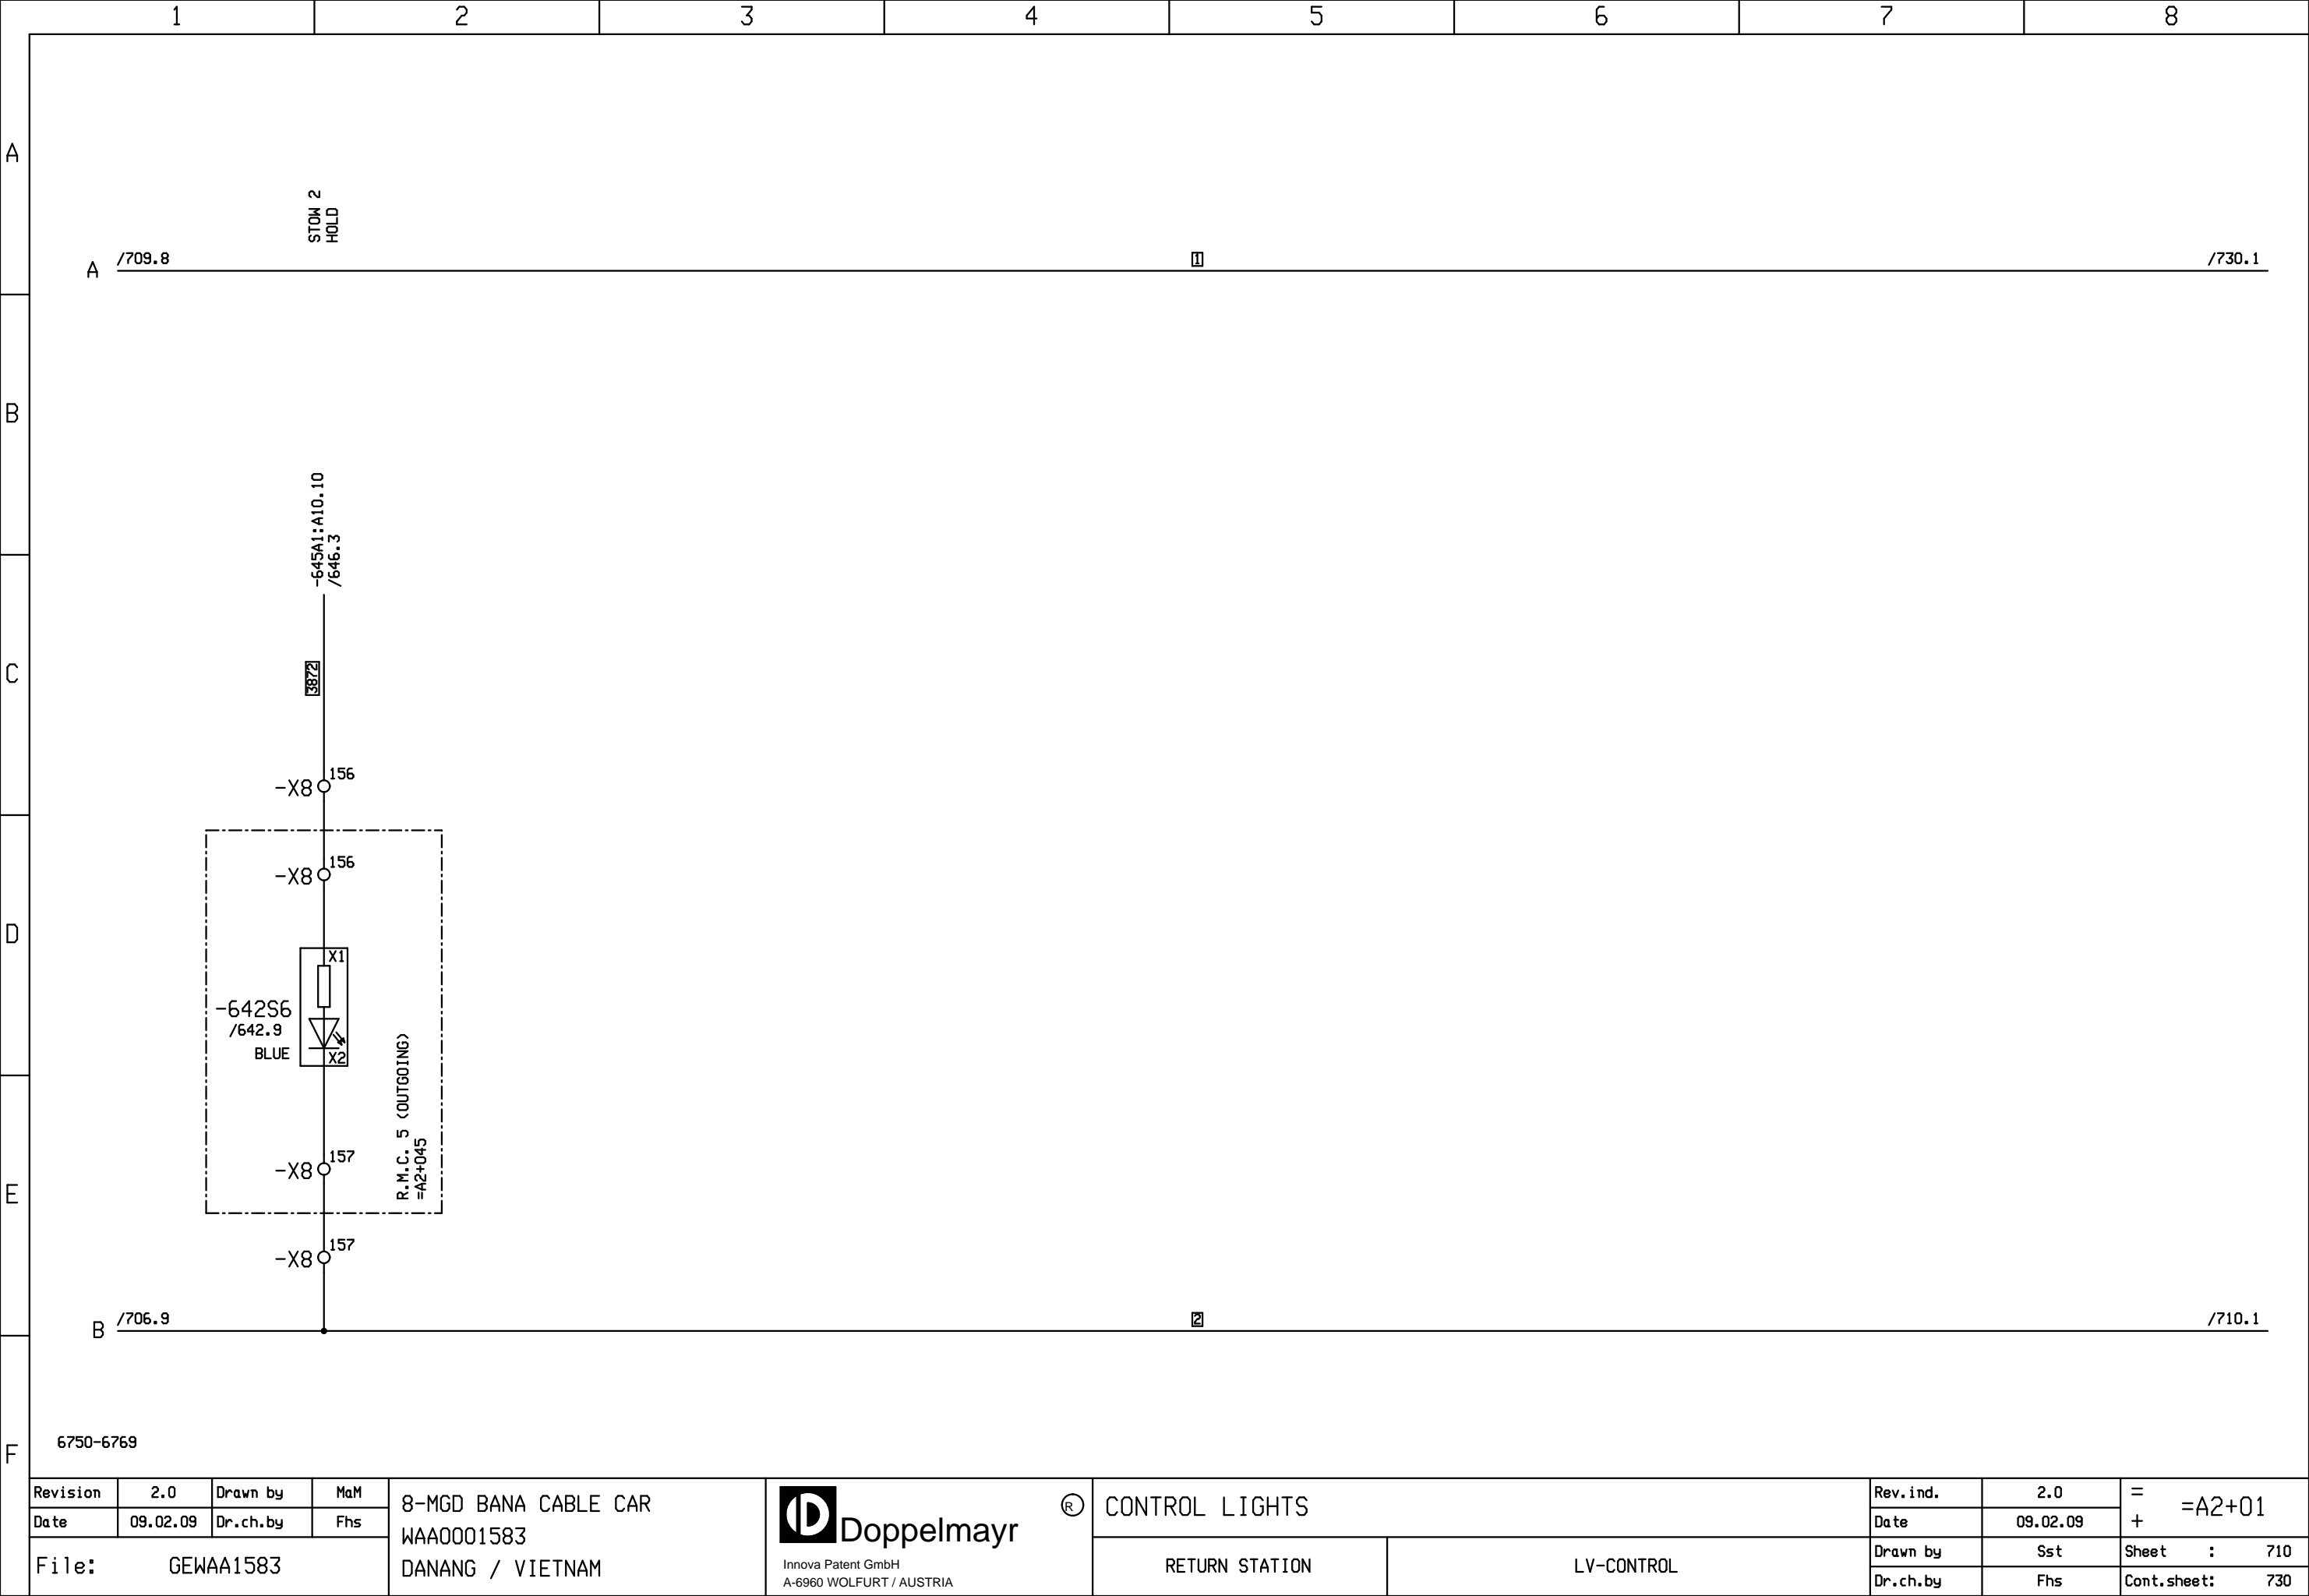 1 2 3 4 5 6 7 8
A
STOW 2
HOLD
A /709.8 1 /730.1
B
-645A1:A10.10
/646.3
C
3872
-X8 156
-X8 156
D
X1
-642S6
/642.9
BLUE
X2
R.M.C. 5 (OUTGOING)
=A2+045
-X8 157
E
-X8 157
B /706.9 2 /710.1
6750-6769
F
Revision 2.0 Drawn by MaM
Date 09.02.09 Dr.ch.by Fhs
File: GEWAA1583
8-MGD BANA CABLE CAR
WAA0001583
DANANG / VIETNAM
Doppelmayr R
Innova Patent GmbH
A-6960 WOLFURT / AUSTRIA
CONTROL LIGHTS
RETURN STATION LV-CONTROL
Rev.ind. 2.0
Date 09.02.09
Drawn by Sst
Dr.ch.by Fhs
=
+
=A2+01
Sheet : 710
Cont.sheet: 730